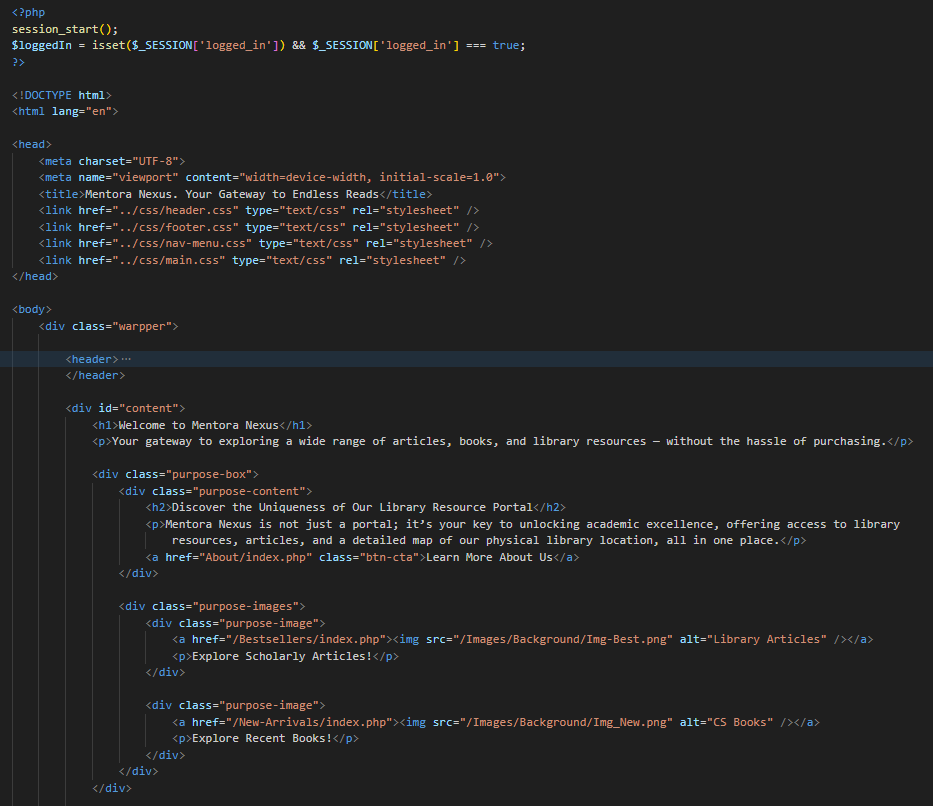 <?php
session_start();
$loggedIn = isset($_SESSION['logged_in']) && $_SESSION['logged_in'] === true;
?>
<!DOCTYPE html>
<html lang="en">
<head>
<meta charset="UTF-8">
<meta name="viewport" content="width=device-width, initial-scale=1.0">
<title>Mentora Nexus. Your Gateway to Endless Reads</title>
<link href="../css/header.css" type="text/css" rel="stylesheet" />
<link href="../css/footer.css" type="text/css" rel="stylesheet" />
<link href="../css/nav-menu.css" type="text/css" rel="stylesheet" />
<link href="../css/main.css" type="text/css" rel="stylesheet" />
</head>
<body>
<div class="warpper">
<header>⋯
</header>
<div id="content">
<h1>Welcome to Mentora Nexus</h1>
<p>Your gateway to exploring a wide range of articles, books, and library resources — without the hassle of purchasing.</p>
<div class="purpose-box">
<div class="purpose-content">
<h2>Discover the Uniqueness of Our Library Resource Portal</h2>
<p>Mentora Nexus is not just a portal; it’s your key to unlocking academic excellence, offering access to library
resources, articles, and a detailed map of our physical library location, all in one place.</p>
<a href="About/index.php" class="btn-cta">Learn More About Us</a>
</div>
<div class="purpose-images">
<div class="purpose-image">
<a href="/Bestsellers/index.php"><img src="/Images/Background/Img-Best.png" alt="Library Articles" /></a>
<p>Explore Scholarly Articles!</p>
</div>
<div class="purpose-image">
<a href="/New-Arrivals/index.php"><img src="/Images/Background/Img_New.png" alt="CS Books" /></a>
<p>Explore Recent Books!</p>
</div>
</div>
</div>